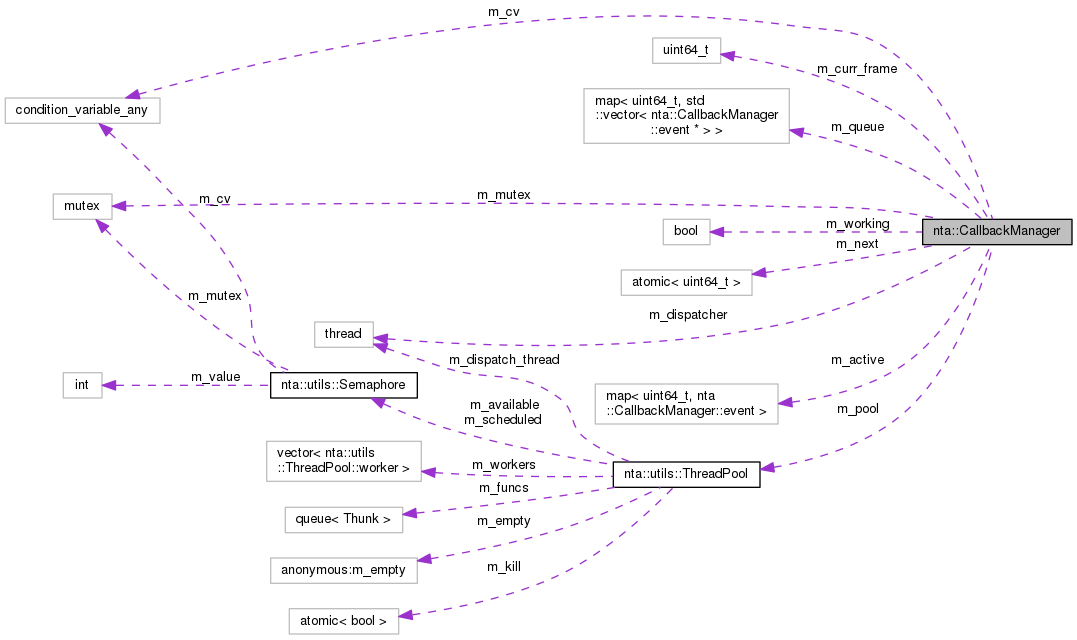 m_cv
uint64_t
m_curr_frame
condition_variable_any
map< uint64_t, std
::vector< nta::CallbackManager
::event * > >
m_queue
mutex
m_cv
m_mutex
bool
m_working
nta::CallbackManager
m_next
atomic< uint64_t >
m_mutex
m_dispatcher
thread
m_dispatch_thread
m_active
int
m_value
nta::utils::Semaphore
map< uint64_t, nta
::CallbackManager::event >
m_available
m_scheduled
m_pool
vector< nta::utils
::ThreadPool::worker >
m_workers
nta::utils::ThreadPool
m_funcs
queue< Thunk >
m_empty
anonymous:m_empty
m_kill
atomic< bool >